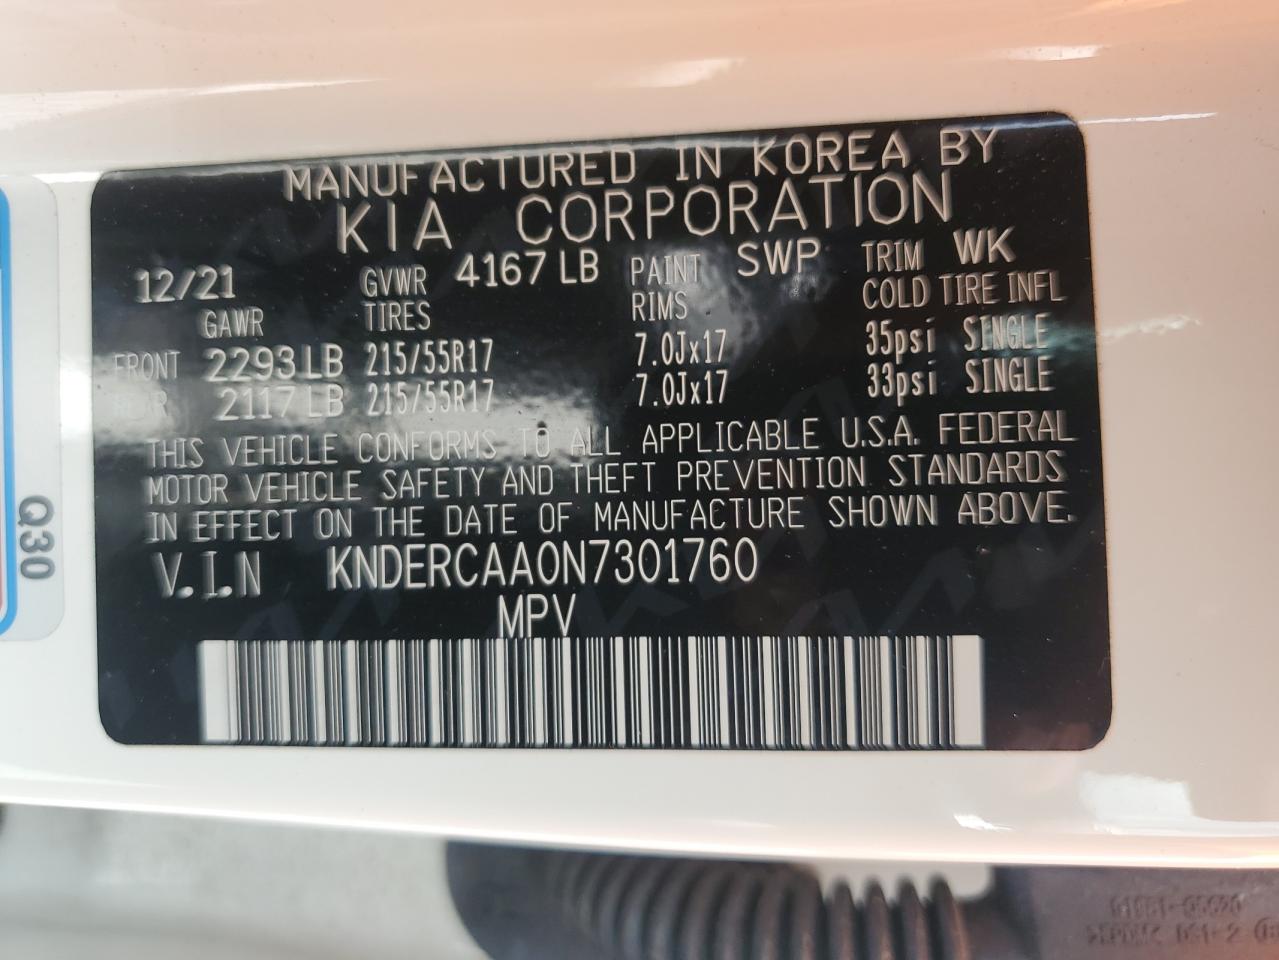 MANUFACTURED IN KOREA BY
KIA CORPORATION
12/21 GVWR 4167 LB PAINT SWP TRIM WK
GAWR TIRES RIMS COLD TIRE INFL
FRONT 2293 LB 215/55R17 7.0Jx17 35psi SINGLE
REAR 2117 LB 215/55R17 7.0Jx17 33psi SINGLE
THIS VEHICLE CONFORMS TO ALL APPLICABLE U.S.A. FEDERAL
MOTOR VEHICLE SAFETY AND THEFT PREVENTION STANDARDS
IN EFFECT ON THE DATE OF MANUFACTURE SHOWN ABOVE.
V.I.N KNDERCAA0N7301760
MPV
Q30